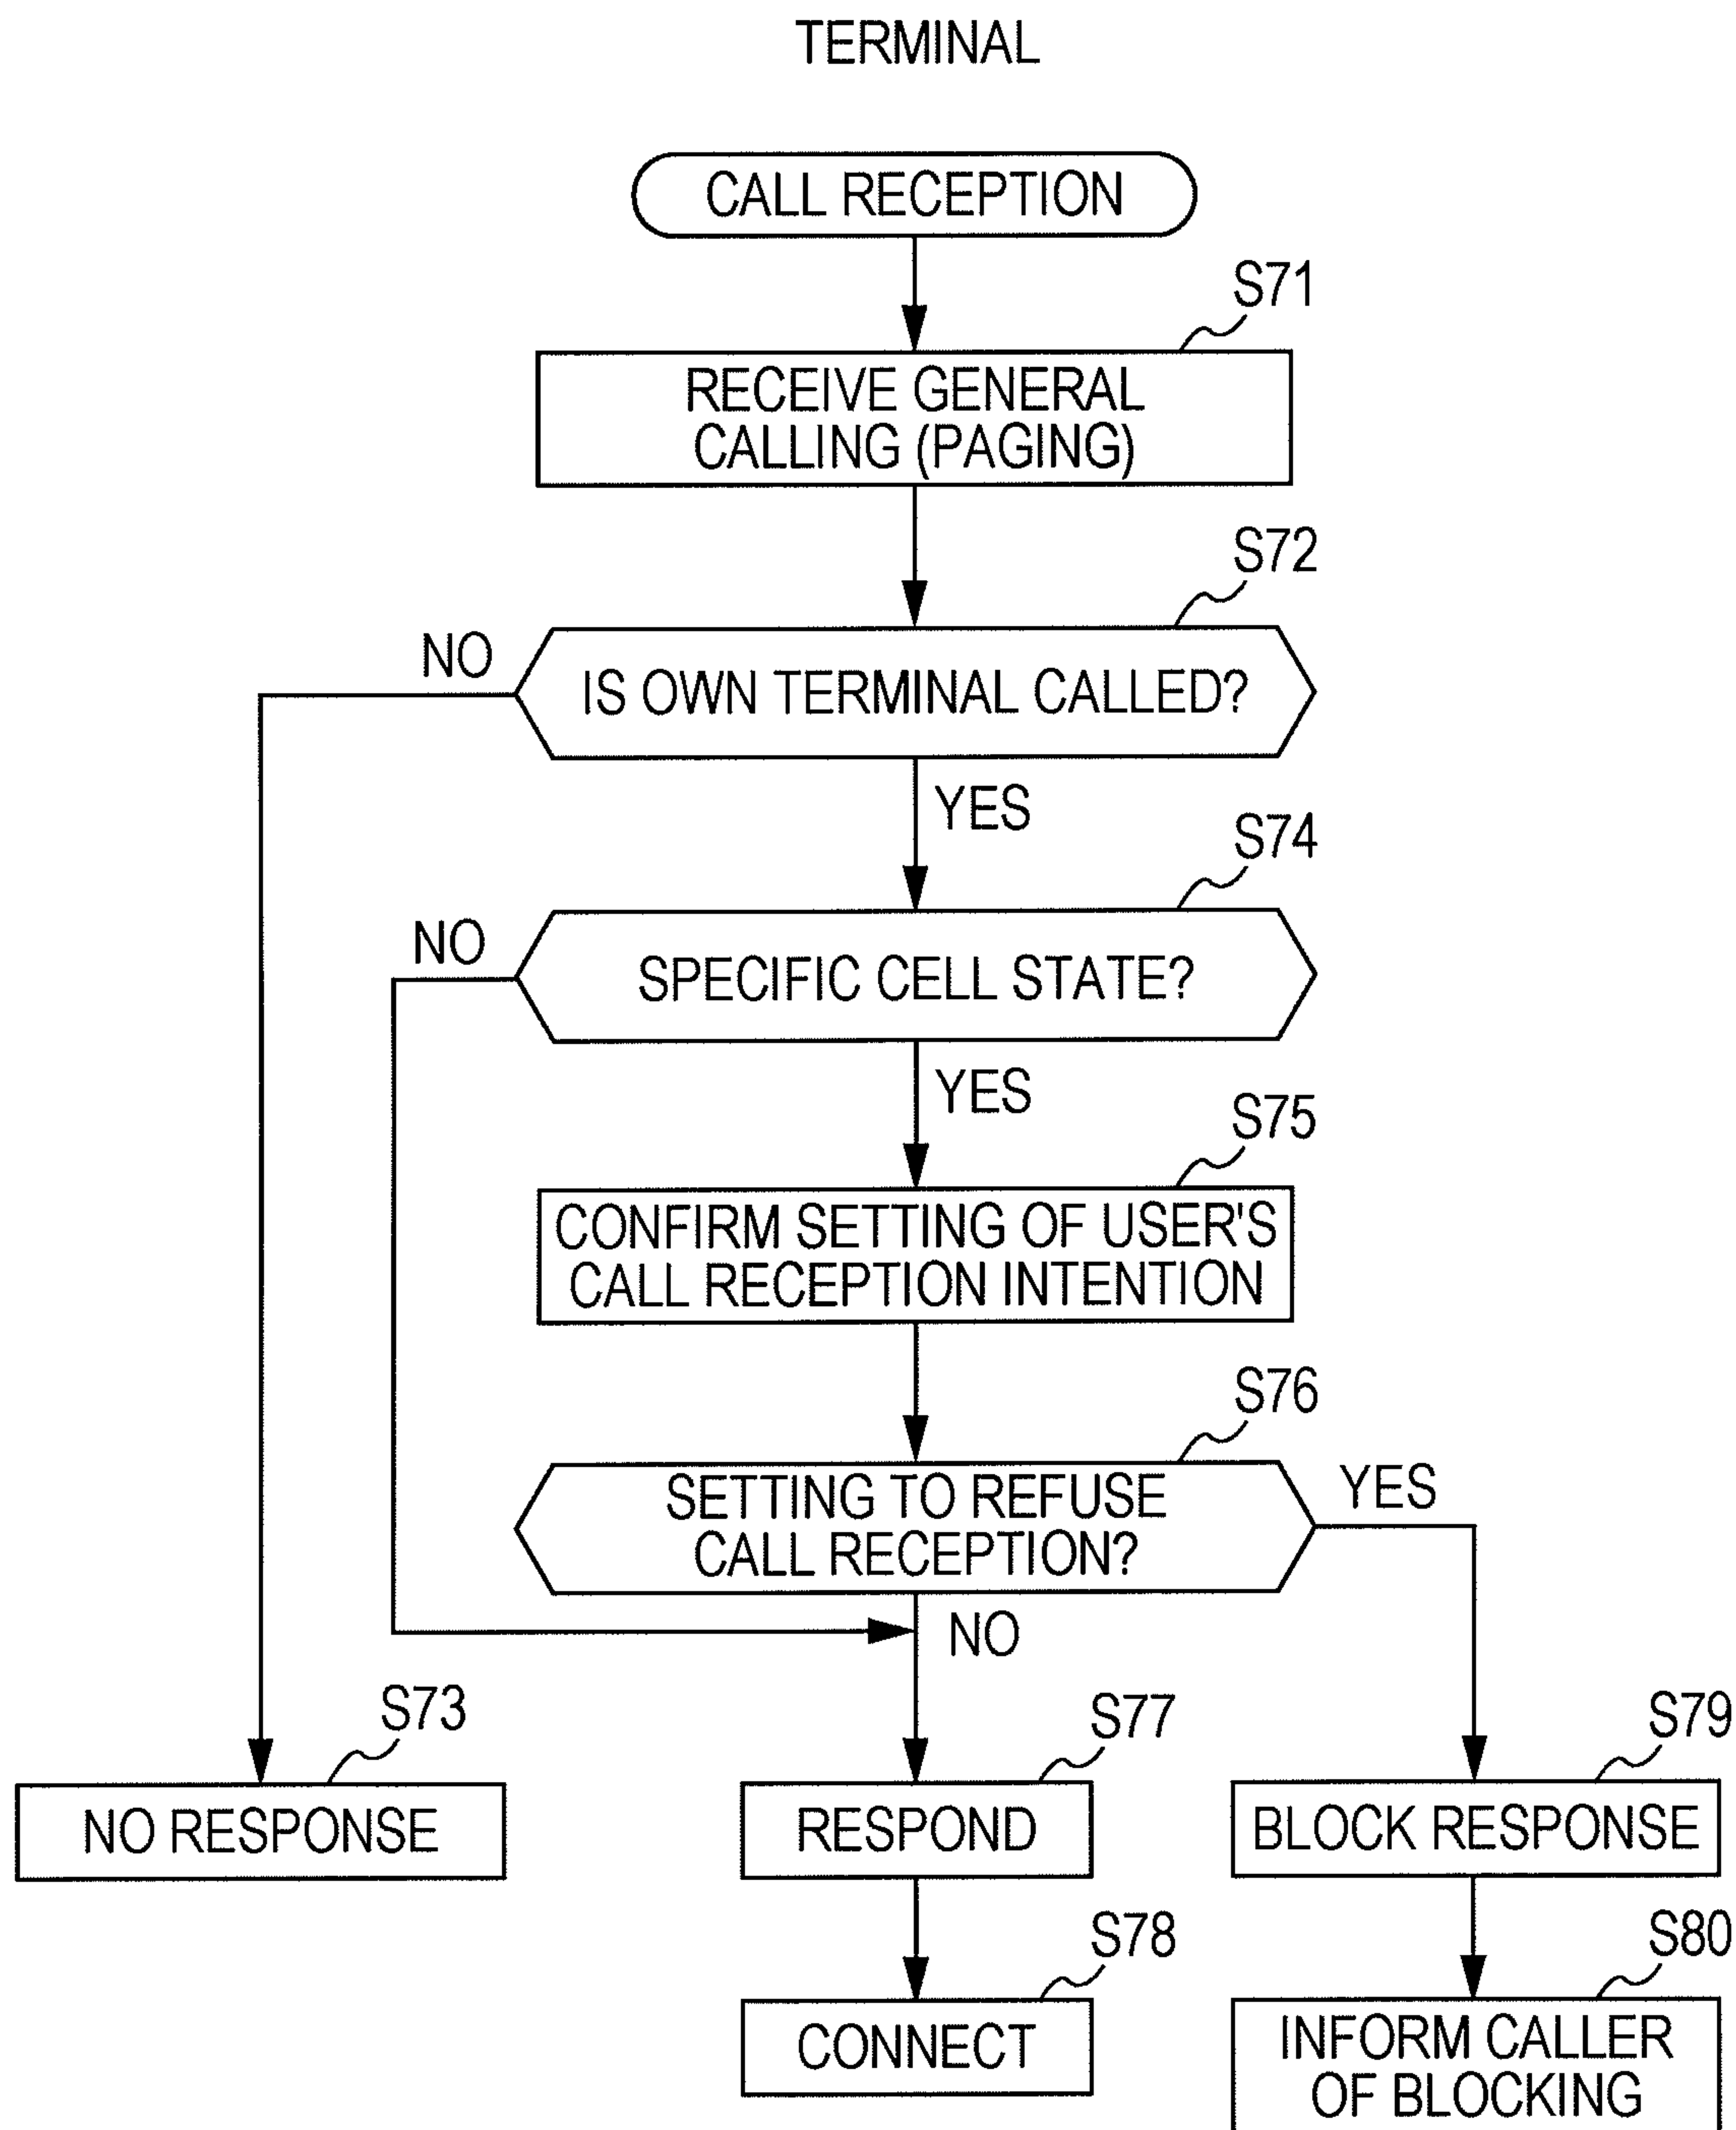 TERMINAL
CALL RECEPTION
S71
RECEIVE GENERAL
CALLING (PAGING)
S72
NO
IS OWN TERMINAL CALLED?
YES
S74
NO
SPECIFIC CELL STATE?
YES
S75
CONFIRM SETTING OF USER'S
CALL RECEPTION INTENTION
S76
SETTING TO REFUSE
CALL RECEPTION?
YES
NO
S73
S77
S79
NO RESPONSE
RESPOND
BLOCK RESPONSE
S78
S80
CONNECT
INFORM CALLER
OF BLOCKING